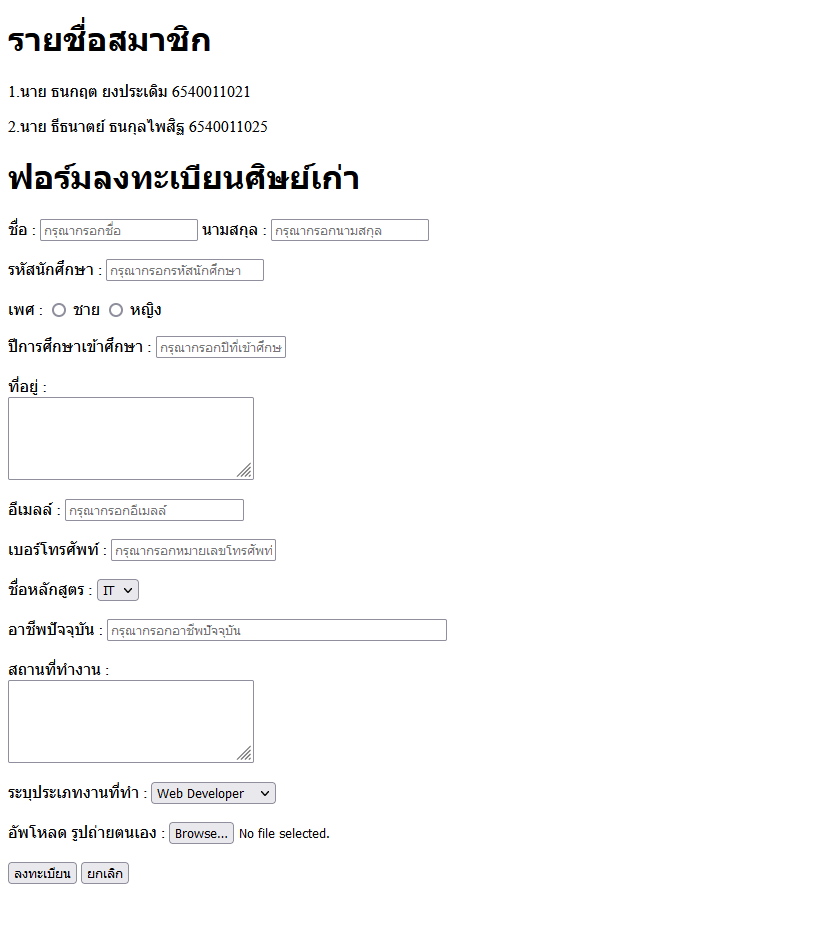 รายชื่อสมาชิก
1.นาย ธนกฤต ยงประเดิม 6540011021
2.นาย ธีธนาตย์ ธนกุลไพสิฐ 6540011025
ฟอร์มลงทะเบียนศิษย์เก่า
ชื่อ : กรุณากรอกชื่อ นามสกุล : กรุณากรอกนามสกุล
รหัสนักศึกษา : กรุณากรอกรหัสนักศึกษา
เพศ : ชาย หญิง
ปีการศึกษาเข้าศึกษา : กรุณากรอกปีที่เข้าศึกษ
ที่อยู่ :
อีเมลล์ : กรุณากรอกอีเมลล์
เบอร์โทรศัพท์ : กรุณากรอกหมายเลขโทรศัพท์
ชื่อหลักสูตร : IT
อาชีพปัจจุบัน : กรุณากรอกอาชีพปัจจุบัน
สถานที่ทำงาน :
ระบุประเภทงานที่ทำ : Web Developer
อัพโหลด รูปถ่ายตนเอง : Browse... No file selected.
ลงทะเบียน ยกเลิก